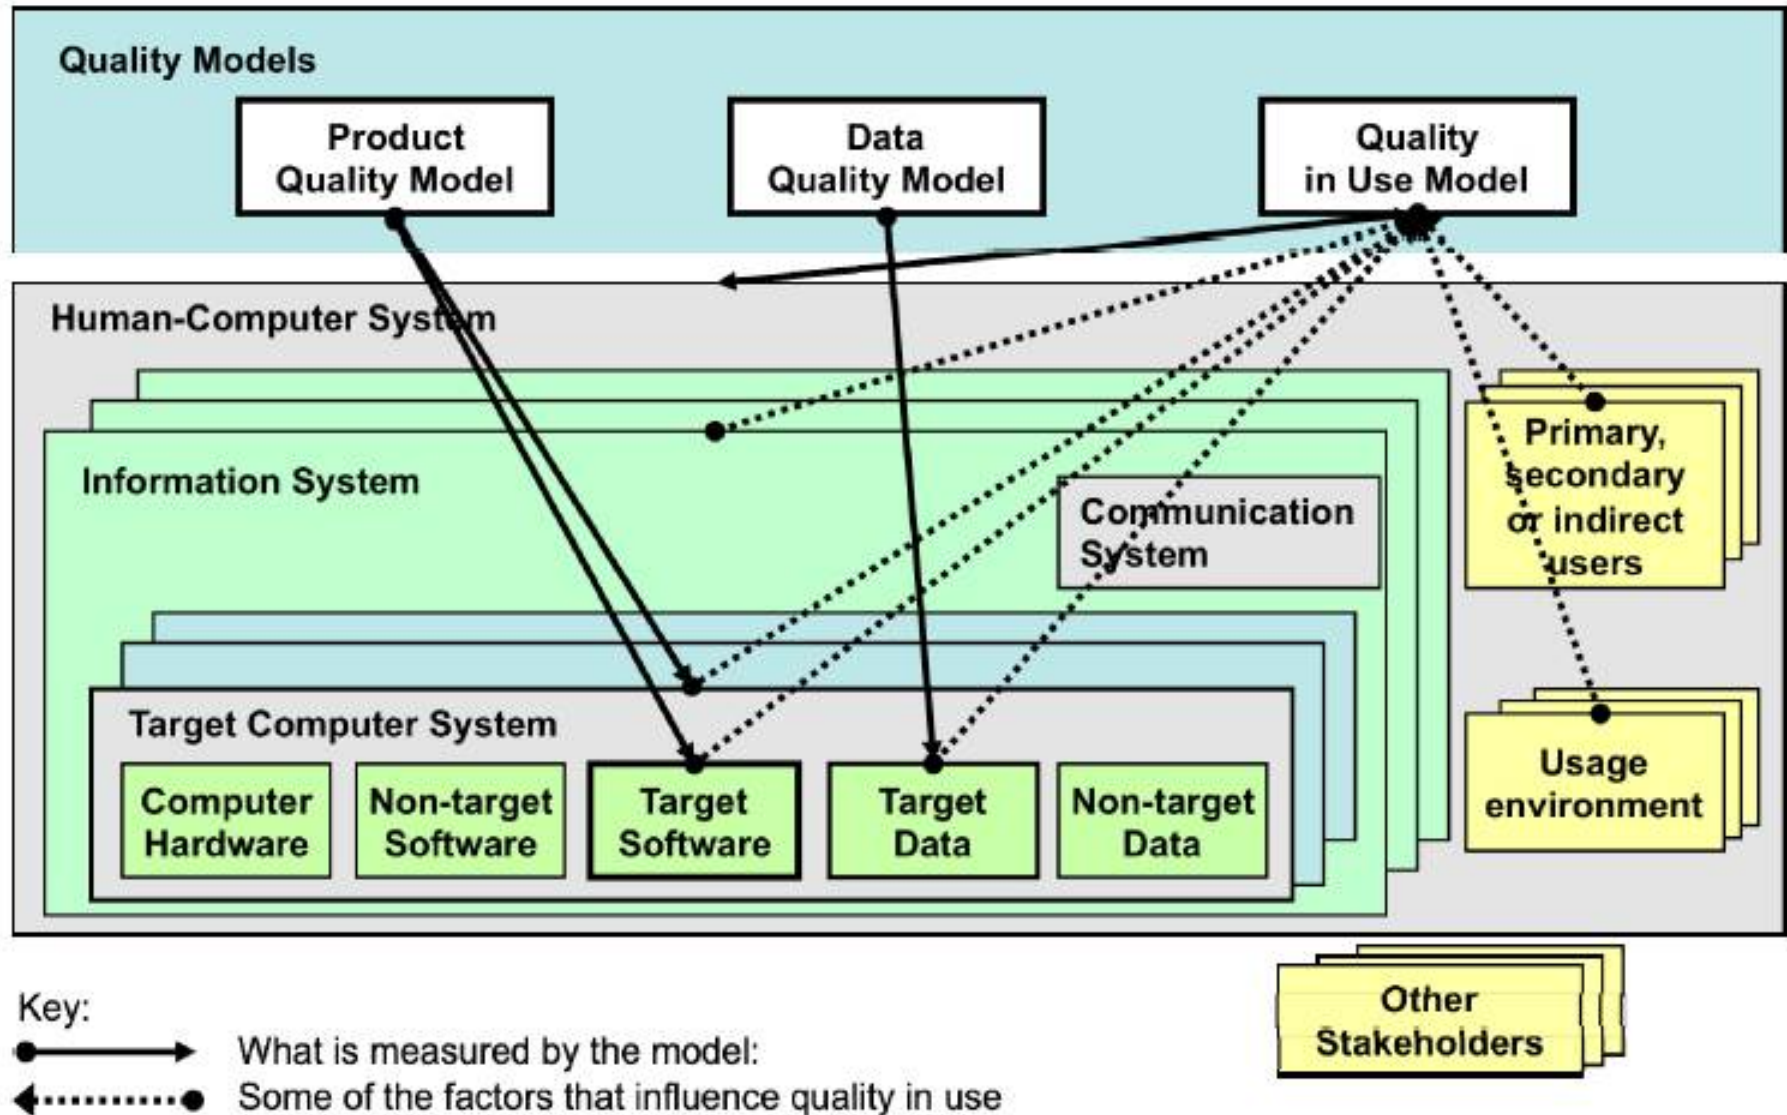 Quality Models
Product
Quality Model
Data
Quality Model
Quality
in Use Model
Human-Computer System
Information System
Communication
System
Primary,
secondary
or indirect
users
Target Computer System
Computer
Hardware
Non-target
Software
Target
Software
Target
Data
Non-target
Data
Usage
environment
Other
Stakeholders
Key:
What is measured by the model:
Some of the factors that influence quality in use